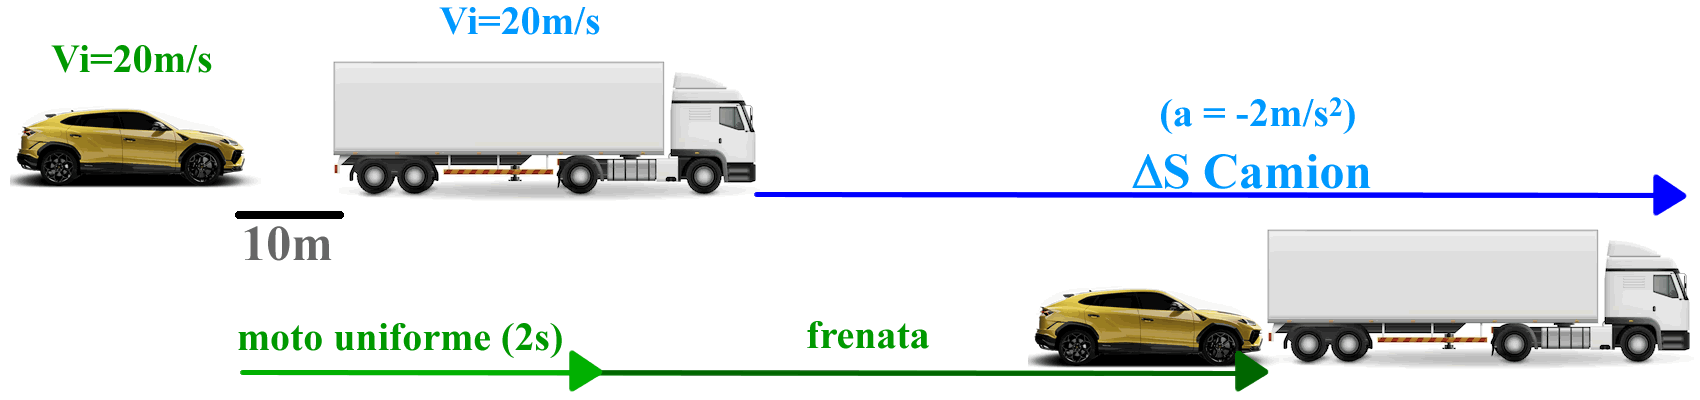 Vi=20m/s
Vi=20m/s
(a = -2m/s²)
ΔS Camion
10m
moto uniforme (2s)
frenata